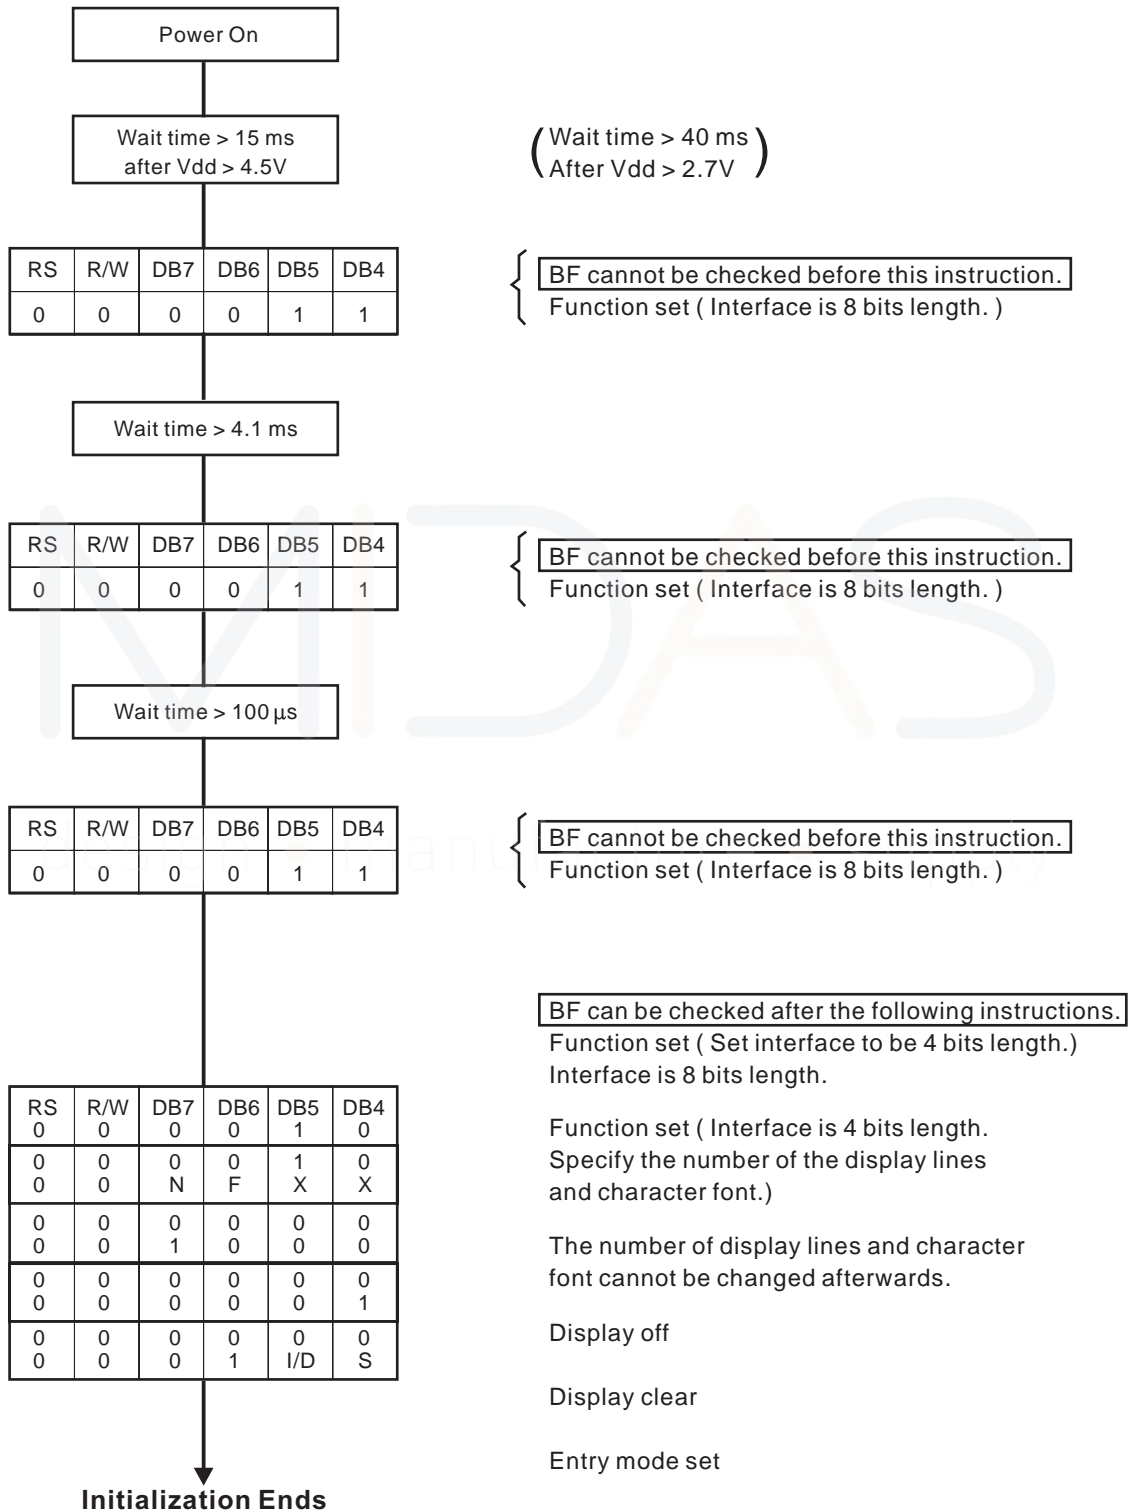 Power On
Wait time > 15 ms
after Vdd > 4.5V
Wait time > 40 ms
After Vdd > 2.7V
RS R/W DB7 DB6 DB5 DB4
0 0 0 0 1 1
BF cannot be checked before this instruction.
Function set ( Interface is 8 bits length. )
Wait time > 4.1 ms
RS R/W DB7 DB6 DB5 DB4
0 0 0 0 1 1
BF cannot be checked before this instruction.
Function set ( Interface is 8 bits length. )
MIDAS
Wait time > 100 µs
RS R/W DB7 DB6 DB5 DB4
0 0 0 0 1 1
BF cannot be checked before this instruction.
Function set ( Interface is 8 bits length. )
BF can be checked after the following instructions.
Function set ( Set interface to be 4 bits length.)
Interface is 8 bits length.
RS R/W DB7 DB6 DB5 DB4
0 0 0 0 1 0
0 0 0 0 1 0
0 0 N F X X
0 0 0 0 0 0
0 0 1 0 0 0
0 0 0 0 0 0
0 0 0 0 0 1
0 0 0 0 0 0
0 0 0 1 I/D S
Function set ( Interface is 4 bits length.
Specify the number of the display lines
and character font.)
The number of display lines and character
font cannot be changed afterwards.
Display off
Display clear
Entry mode set
Initialization Ends